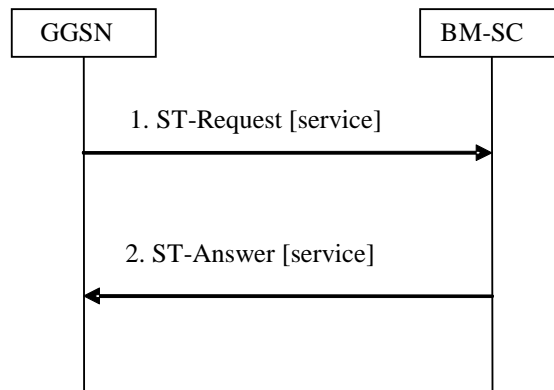 GGSN
BM-SC
1. ST-Request [service]
2. ST-Answer [service]